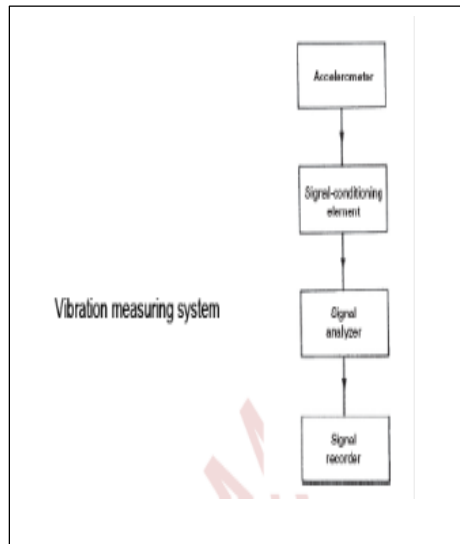 Accelerometer
Signal-conditioning
element
Vibration measuring system
Signal
analyzer
Signal
recorder